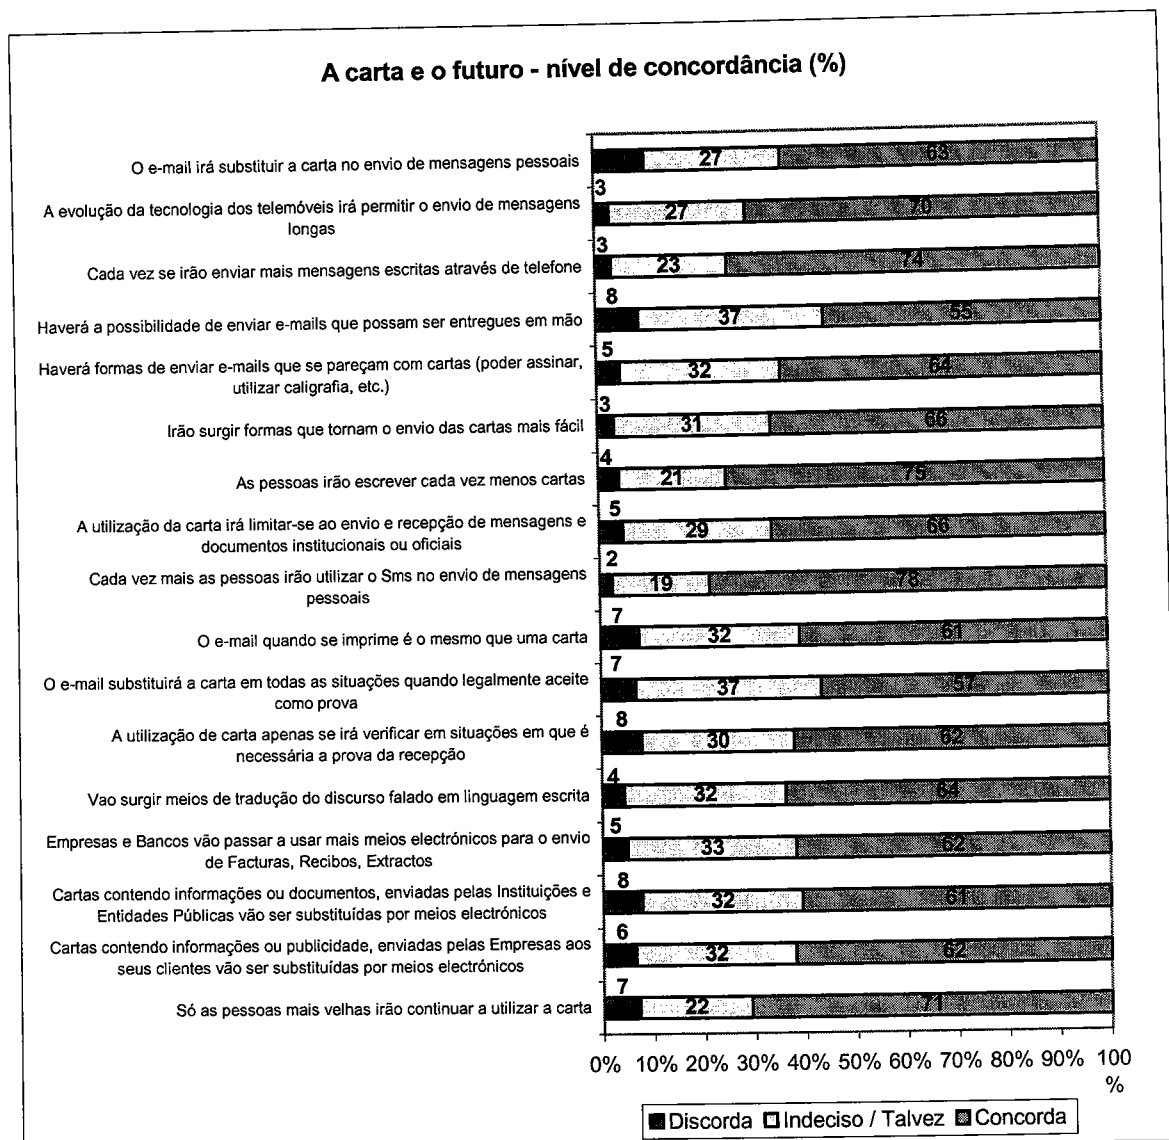 A carta e o futuro - nível de concordância (%)
O e-mail irá substituir a carta no envio de mensagens pessoais
27
63
3
A evolução da tecnologia dos telemóveis irá permitir o envio de mensagens
longas
27
70
3
Cada vez se irão enviar mais mensagens escritas através de telefone
23
74
8
Haverá a possibilidade de enviar e-mails que possam ser entregues em mão
37
55
5
Haverá formas de enviar e-mails que se pareçam com cartas (poder assinar,
utilizar caligrafia, etc.)
32
64
3
Irão surgir formas que tornam o envio das cartas mais fácil
31
66
4
As pessoas irão escrever cada vez menos cartas
21
75
5
A utilização da carta irá limitar-se ao envio e recepção de mensagens e
documentos institucionais ou oficiais
29
66
2
Cada vez mais as pessoas irão utilizar o Sms no envio de mensagens
pessoais
19
78
7
O e-mail quando se imprime é o mesmo que uma carta
32
61
7
O e-mail substituirá a carta em todas as situações quando legalmente aceite
como prova
37
57
8
A utilização de carta apenas se irá verificar em situações em que é
necessária a prova da recepção
30
62
4
Vao surgir meios de tradução do discurso falado em linguagem escrita
32
64
5
Empresas e Bancos vão passar a usar mais meios electrónicos para o envio
de Facturas, Recibos, Extractos
33
62
8
Cartas contendo informações ou documentos, enviadas pelas Instituições e
Entidades Públicas vão ser substituídas por meios electrónicos
32
61
6
Cartas contendo informações ou publicidade, enviadas pelas Empresas aos
seus clientes vão ser substituídas por meios electrónicos
32
62
7
Só as pessoas mais velhas irão continuar a utilizar a carta
22
71
0% 10% 20% 30% 40% 50% 60% 70% 80% 90% 100
%
Discorda Indeciso / Talvez Concorda